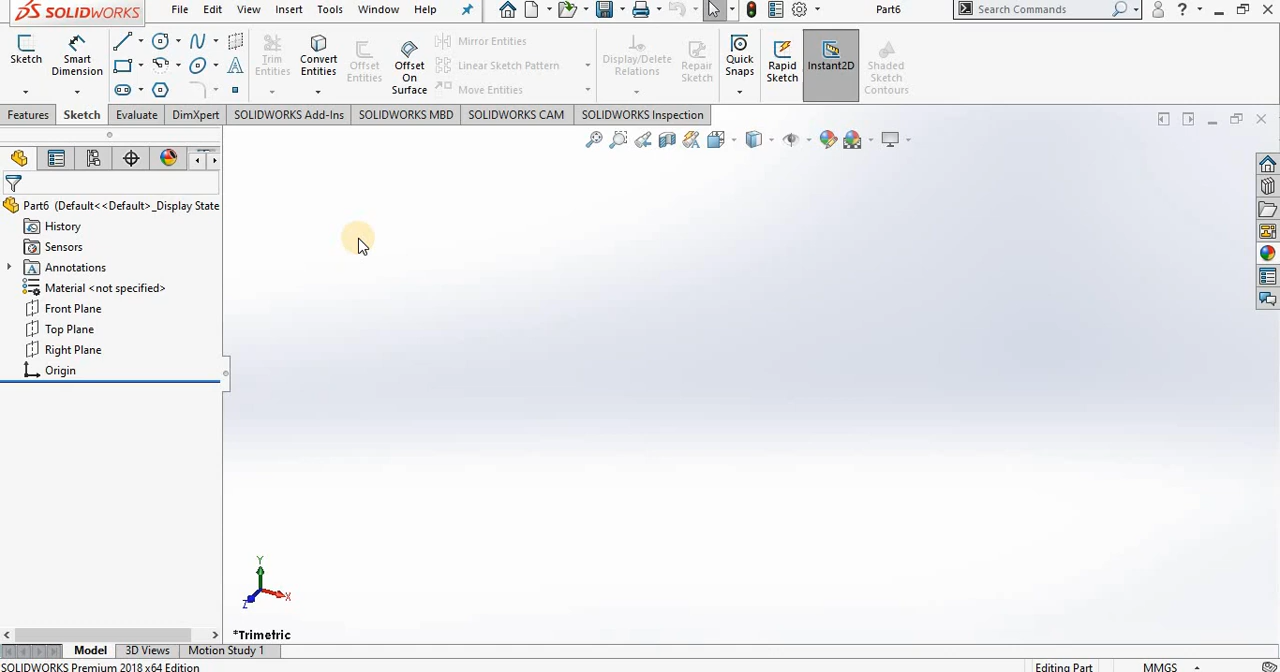 SOLIDWORKS File Edit View Insert Tools Window Help Part6 Search Commands
Sketch Smart Dimension Trim Entities Convert Entities Offset Entities Offset On Surface Mirror Entities Linear Sketch Pattern Move Entities Display/Delete Relations Repair Sketch Quick Snaps Rapid Sketch Instant2D Shaded Sketch Contours
Features Sketch Evaluate DimXpert SOLIDWORKS Add-Ins SOLIDWORKS MBD SOLIDWORKS CAM SOLIDWORKS Inspection
Part6 (Default<<Default>_Display State
History
Sensors
Annotations
Material <not specified>
Front Plane
Top Plane
Right Plane
Origin
Y
X
Z
*Trimetric
Model 3D Views Motion Study 1
SOLIDWORKS Premium 2018 x64 Edition Editing Part MMGS